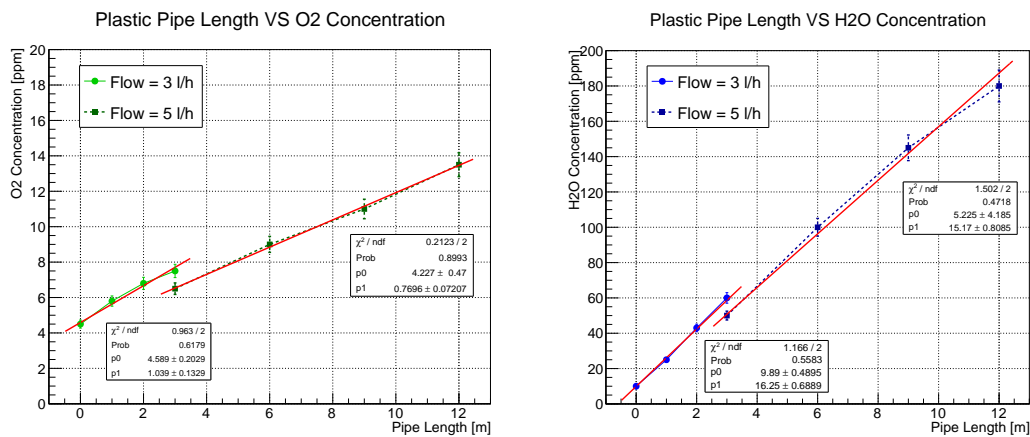 Plastic Pipe Length VS O2 Concentration
O2 Concentration [ppm]
20
18
16
14
12
10
8
6
4
2
0
Flow = 3 l/h
Flow = 5 l/h
χ² / ndf 0.2123 / 2
Prob 0.8993
p0 4.227 ± 0.47
p1 0.7696 ± 0.07207
χ² / ndf 0.963 / 2
Prob 0.6179
p0 4.589 ± 0.2029
p1 1.039 ± 0.1329
0 2 4 6 8 10 12
Pipe Length [m]
Plastic Pipe Length VS H2O Concentration
H2O Concentration [ppm]
200
180
160
140
120
100
80
60
40
20
0
Flow = 3 l/h
Flow = 5 l/h
χ² / ndf 1.502 / 2
Prob 0.4718
p0 5.225 ± 4.185
p1 15.17 ± 0.8085
χ² / ndf 1.166 / 2
Prob 0.5583
p0 9.89 ± 0.4895
p1 16.25 ± 0.6889
0 2 4 6 8 10 12
Pipe Length [m]